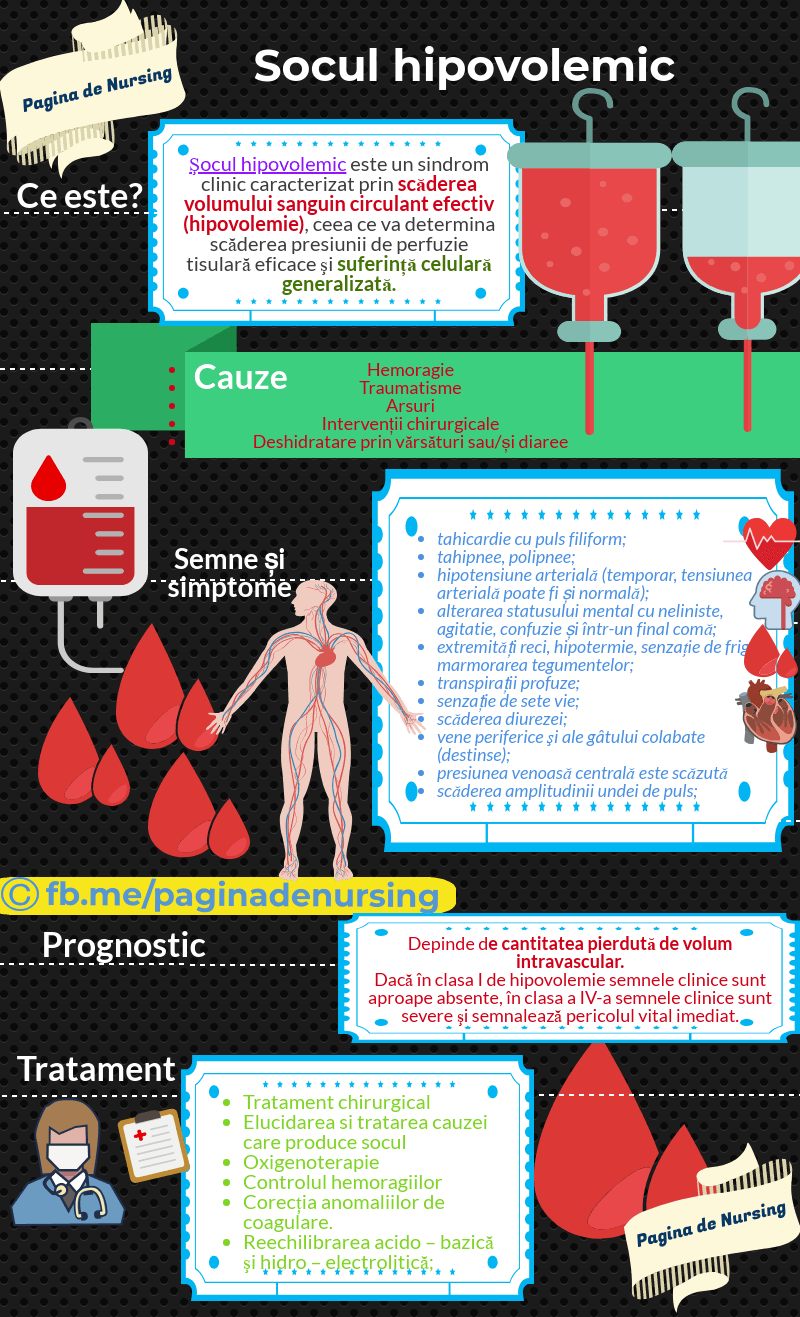 Pagina de Nursing
Socul hipovolemic
Ce este?
Șocul hipovolemic este un sindrom
clinic caracterizat prin scăderea
volumului sanguin circulant efectiv
(hipovolemie), ceea ce va determina
scăderea presiunii de perfuzie
tisulară eficace și suferință celulară
generalizată.
Cauze
Hemoragie
Traumatisme
Arsuri
Intervenții chirurgicale
Deshidratare prin vărsături sau/și diaree
Semne și
simptome
tahicardie cu puls filiform;
tahipnee, polipnee;
hipotensiune arterială (temporar, tensiunea
arterială poate fi și normală);
alterarea statusului mental cu neliniste,
agitatie, confuzie și într-un final comă;
extremități reci, hipotermie, senzație de frig
marmorarea tegumentelor;
transpirații profuze;
senzație de sete vie;
scăderea diurezei;
vene periferice și ale gâtului colabate
(destinse);
presiunea venoasă centrală este scăzută
scăderea amplitudinii undei de puls;
© fb.me/paginadenursing
Prognostic
Depinde de cantitatea pierdută de volum
intravascular.
Dacă în clasa I de hipovolemie semnele clinice sunt
aproape absente, în clasa a IV-a semnele clinice sunt
severe și semnalează pericolul vital imediat.
Tratament
Tratament chirurgical
Elucidarea si tratarea cauzei
care produce socul
Oxigenoterapie
Controlul hemoragiilor
Corecția anomaliilor de
coagulare.
Reechilibrarea acido – bazică
și hidro – electrolitică;
Pagina de Nursing